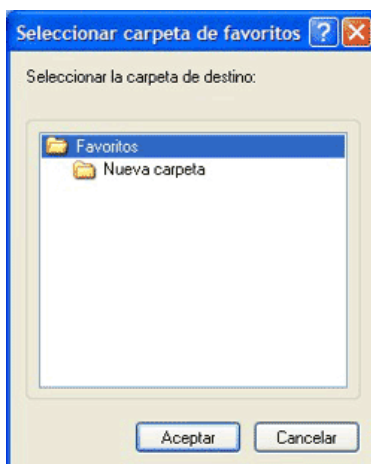 Seleccionar carpeta de favoritos ?
Seleccionar la carpeta de destino:
Favoritos
Nueva carpeta
Aceptar Cancelar